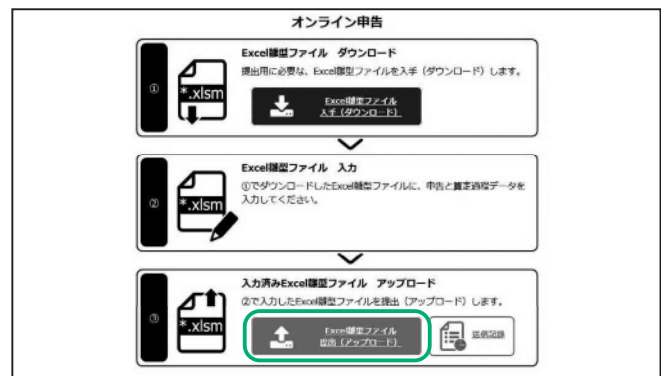 オンライン申告
①
*.xlsm
Excel雛型ファイル ダウンロード
提出用に必要な、Excel雛型ファイルを入手（ダウンロード）します。
Excel雛型ファイル
入手（ダウンロード）
②
*.xlsm
Excel雛型ファイル 入力
①でダウンロードしたExcel雛型ファイルに、申告と算定過程データを
入力してください。
③
*.xlsm
入力済みExcel雛型ファイル アップロード
②で入力したExcel雛型ファイルを提出（アップロード）します。
Excel雛型ファイル
提出（アップロード）
送信記録